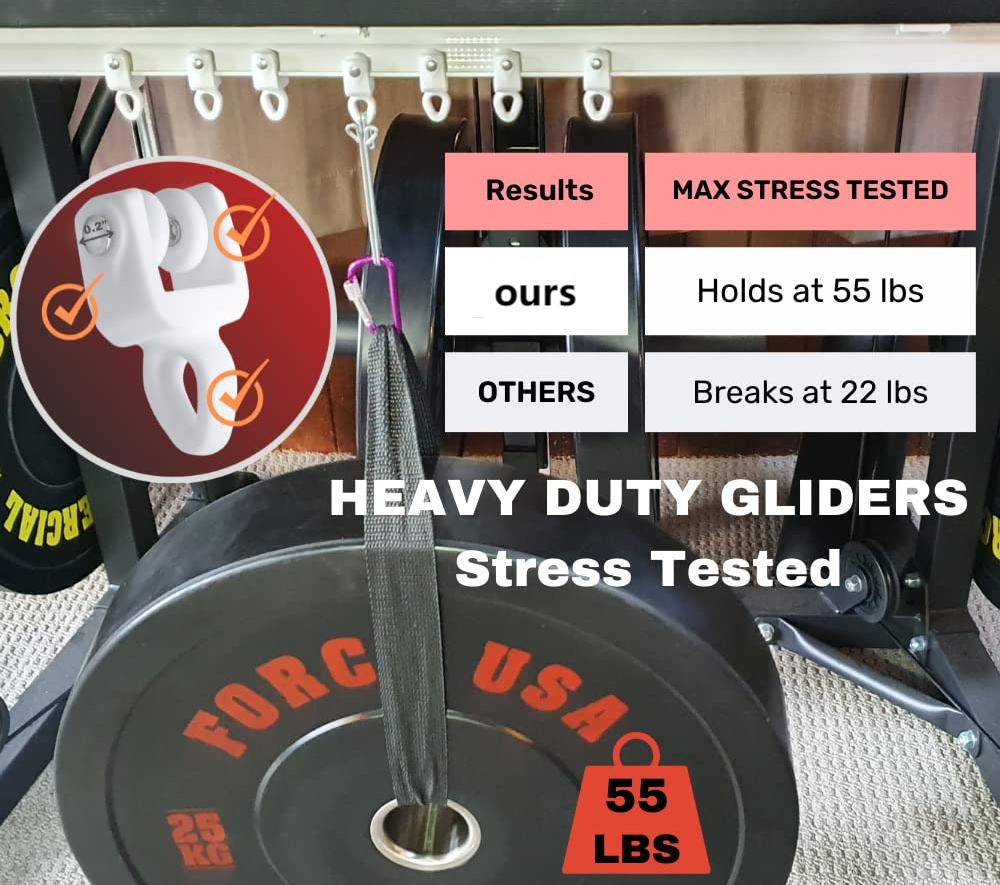 0.2"
Results
MAX STRESS TESTED
ours
Holds at 55 lbs
OTHERS
Breaks at 22 lbs
HEAVY DUTY GLIDERS
Stress Tested
FORC USA
25
KG
55
LBS
ERCIAL